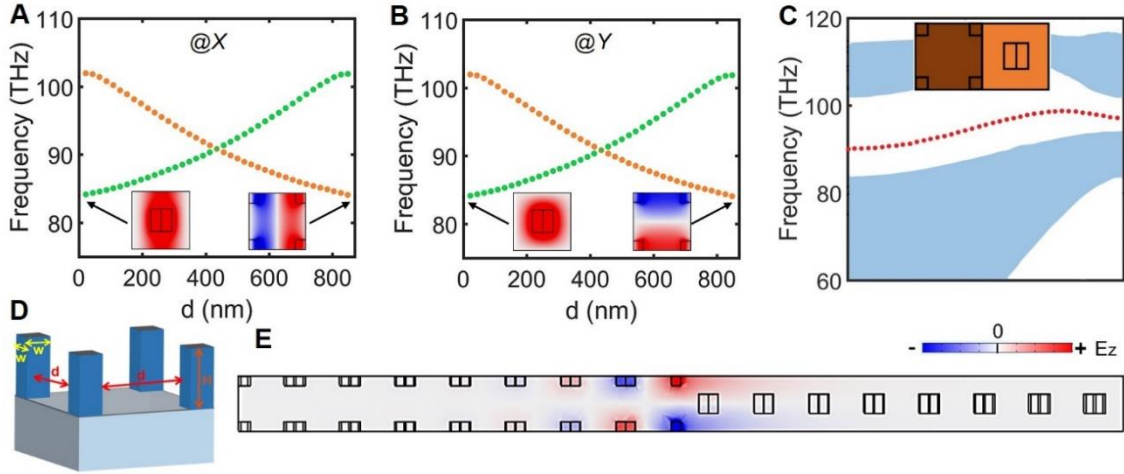 A
110
100
90
80
Frequency (THz)
@X
0 200 400 600 800
d (nm)
B
110
100
90
80
Frequency (THz)
@Y
0 200 400 600 800
d (nm)
C
120
100
80
60
Frequency (THz)
D
w
w
d
d
H
E
0
- + Ez